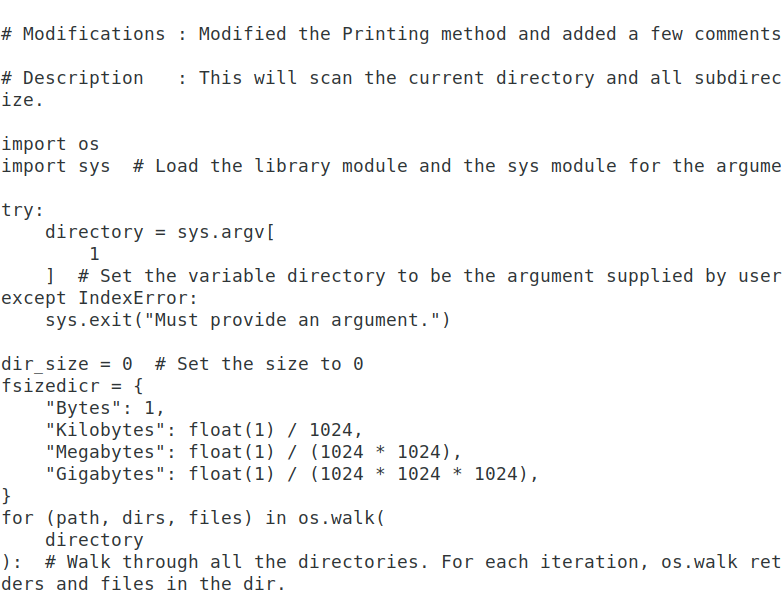 # Modifications : Modified the Printing method and added a few comments
# Description   : This will scan the current directory and all subdirec
ize.
import os
import sys  # Load the library module and the sys module for the argume
try:
    directory = sys.argv[
        1
    ]  # Set the variable directory to be the argument supplied by user
except IndexError:
    sys.exit("Must provide an argument.")
dir_size = 0  # Set the size to 0
fsizedicr = {
    "Bytes": 1,
    "Kilobytes": float(1) / 1024,
    "Megabytes": float(1) / (1024 * 1024),
    "Gigabytes": float(1) / (1024 * 1024 * 1024),
}
for (path, dirs, files) in os.walk(
    directory
):  # Walk through all the directories. For each iteration, os.walk ret
ders and files in the dir.